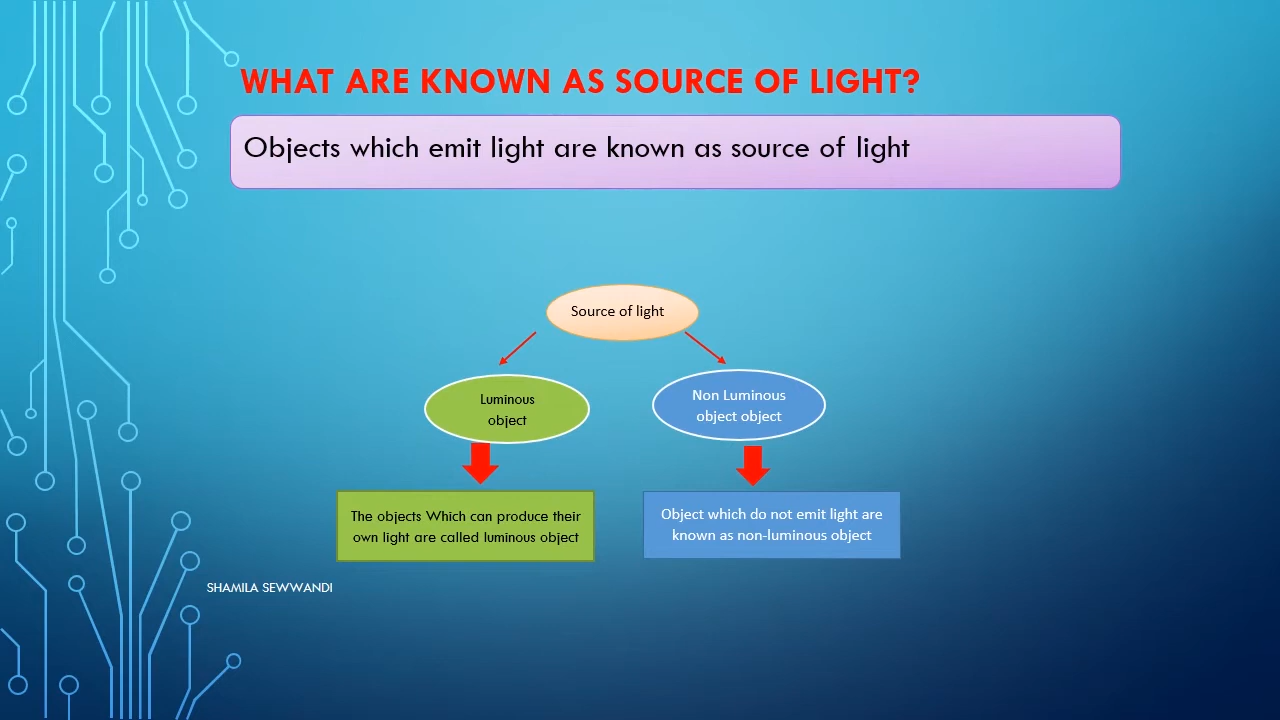 WHAT ARE KNOWN AS SOURCE OF LIGHT?
Objects which emit light are known as source of light
Source of light
Luminous
object
Non Luminous
object object
The objects Which can produce their
own light are called luminous object
Object which do not emit light are
known as non-luminous object
SHAMILA SEWWANDI